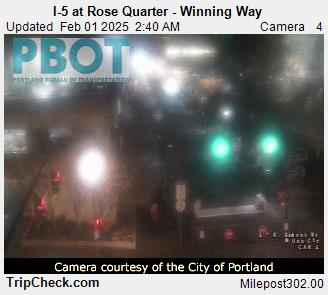 I-5 at Rose Quarter - Winning Way
Updated Feb 01 2025 2:40 AM Camera 4
PBOT
PORTLAND BUREAU OF TRANSPORTATION
Camera courtesy of the City of Portland
TripCheck.com Milepost302.00